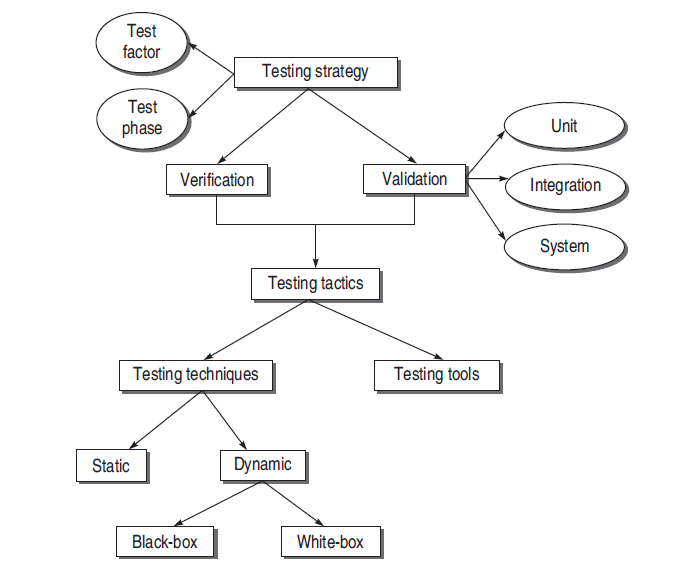 Test
factor
Testing strategy
Test
phase
Unit
Verification
Validation
Integration
System
Testing tactics
Testing techniques
Testing tools
Static
Dynamic
Black-box
White-box